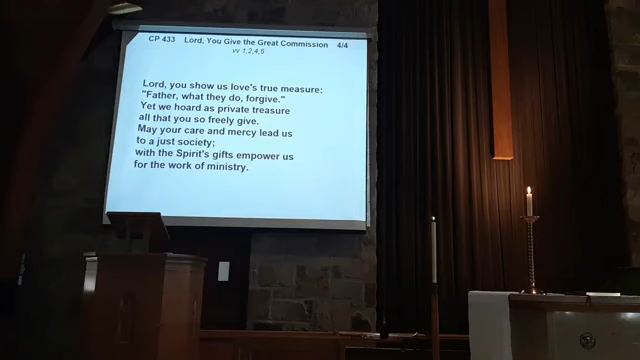 CP 433 Lord, You Give the Great Commission 4/4
vv 1,2,4,5
Lord, you show us love's true measure:
"Father, what they do, forgive."
Yet we hoard as private treasure
all that you so freely give.
May your care and mercy lead us
to a just society;
with the Spirit's gifts empower us
for the work of ministry.